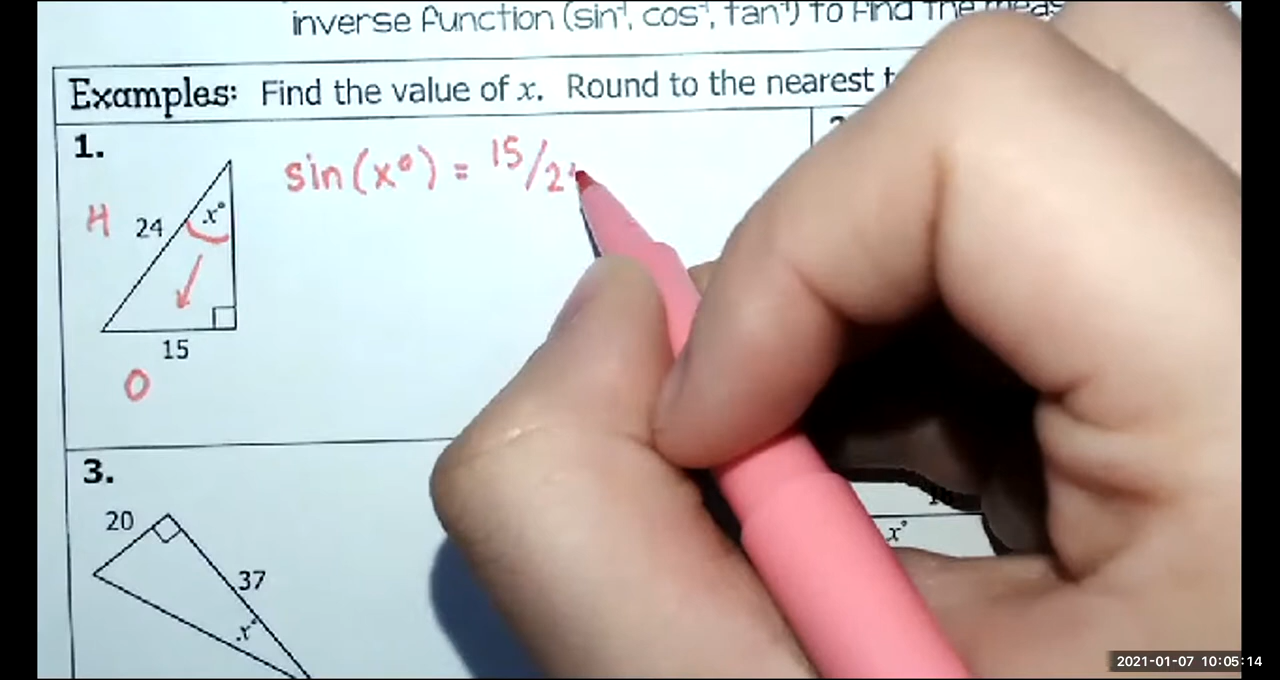 inverse function (sin⁻¹, cos⁻¹, tan⁻¹) to find the
Examples: Find the value of x. Round to the nearest
1.
sin(x°) = 15/2
H 24 x°
15
O
3.
20
37
x°
x°
2021-01-07 10:05:14